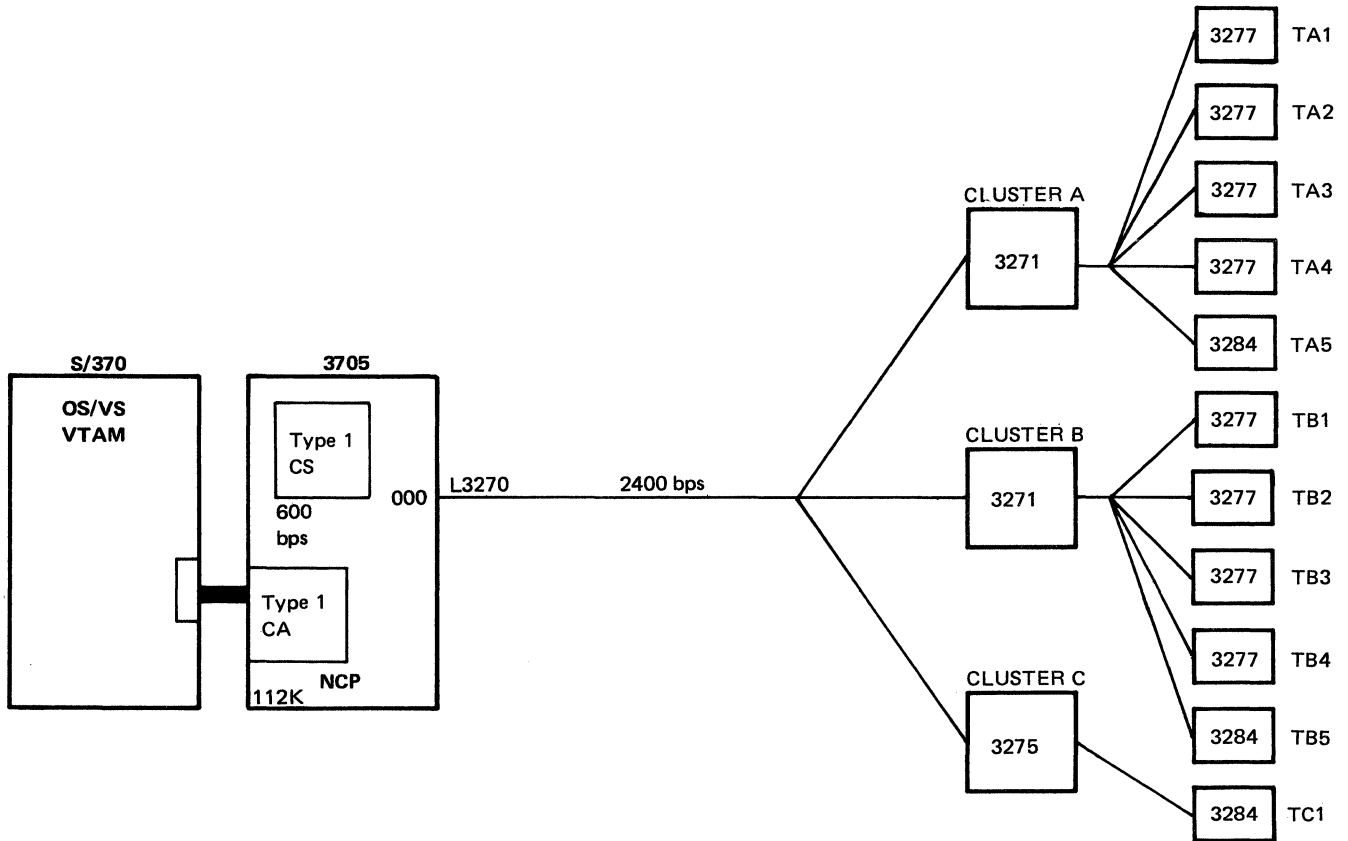 S/370
OS/VS
VTAM
3705
Type 1
CS
600
bps
000
Type 1
CA
NCP
112K
L3270
2400 bps
CLUSTER A
3271
3277 TA1
3277 TA2
3277 TA3
3277 TA4
3284 TA5
CLUSTER B
3271
3277 TB1
3277 TB2
3277 TB3
3277 TB4
3284 TB5
CLUSTER C
3275
3284 TC1